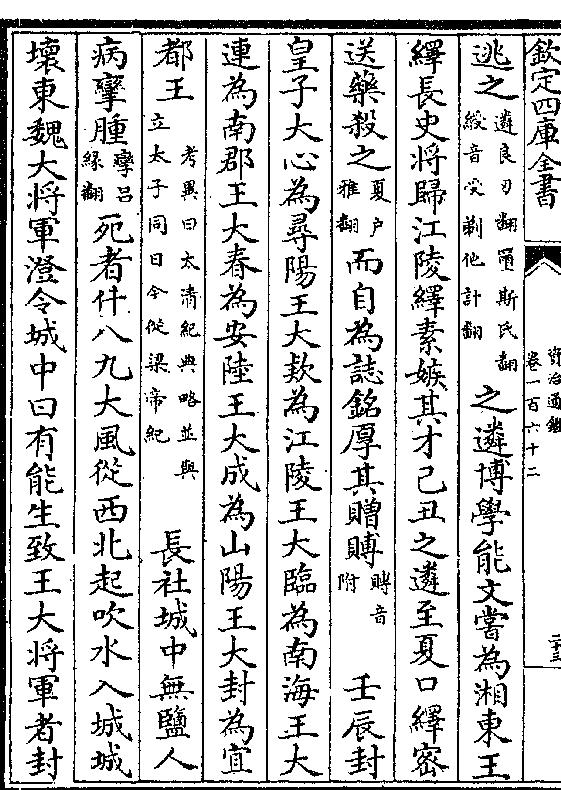 欽定四庫全書
資治通鑑
卷一百六十二
逃之遴良刃翻璽斯氏翻綬音受剃他計翻之遴博學能文嘗為湘東王
繹長史將歸江陵繹素嫉其才己丑之遴至夏口繹密
送藥殺之夏户雅翻而自為誌銘厚其贈賻賻音附壬辰封
皇子大心為尋陽王大欵為江陵王大臨為南海王大
連為南郡王大春為安陸王大成為山陽王大封為宜
都王考異曰太清紀典略並與立太子同日今從梁帝紀長社城中無鹽人
病攣腫攣吕緣翻死者什八九大風從西北起吹水入城城
壞東魏大將軍澄令城中曰有能生致王大將軍者封